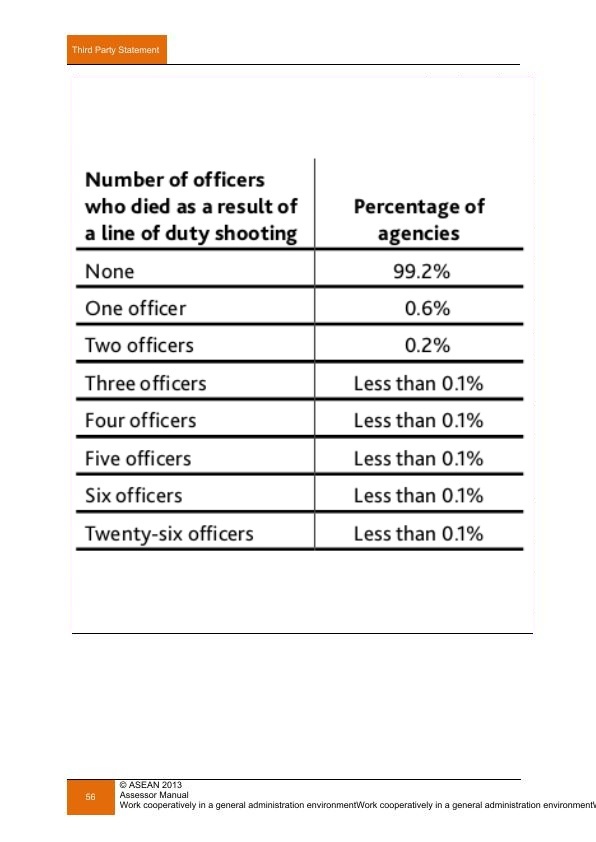 Third Party Statement
Number of officers
who died as a result of
a line of duty shooting
Percentage of
agencies
None 99.2%
One officer 0.6%
Two officers 0.2%
Three officers Less than 0.1%
Four officers Less than 0.1%
Five officers Less than 0.1%
Six officers Less than 0.1%
Twenty-six officers Less than 0.1%
56
© ASEAN 2013
Assessor Manual
Work cooperatively in a general administration environmentWork cooperatively in a general administration environment